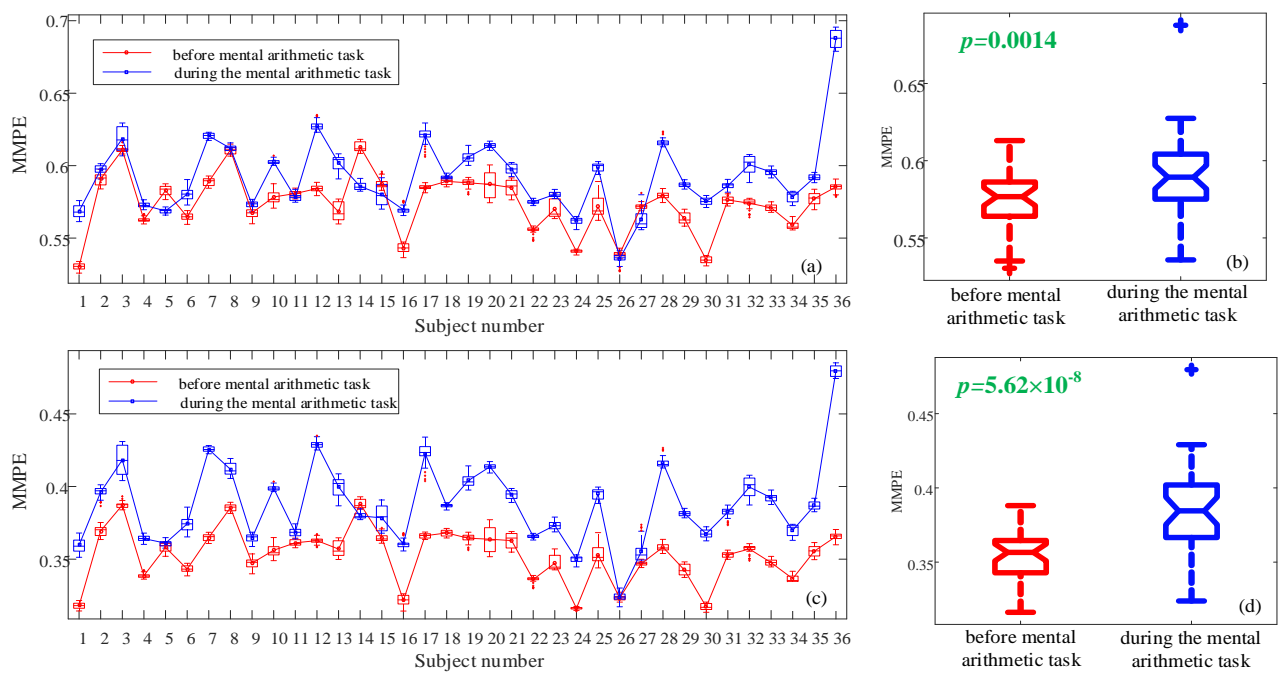 0.7
0.65
0.6
0.55
MMPE
before mental arithmetic task
during the mental arithmetic task
(a)
1 2 3 4 5 6 7 8 9 10 11 12 13 14 15 16 17 18 19 20 21 22 23 24 25 26 27 28 29 30 31 32 33 34 35 36
Subject number
p=0.0014
0.65
0.6
0.55
MMPE
(b)
before mental
arithmetic task
during the mental
arithmetic task
0.45
0.4
0.35
MMPE
before mental arithmetic task
during the mental arithmetic task
(c)
1 2 3 4 5 6 7 8 9 10 11 12 13 14 15 16 17 18 19 20 21 22 23 24 25 26 27 28 29 30 31 32 33 34 35 36
Subject number
p=5.62×10⁻⁸
0.45
0.4
0.35
MMPE
(d)
before mental
arithmetic task
during the mental
arithmetic task